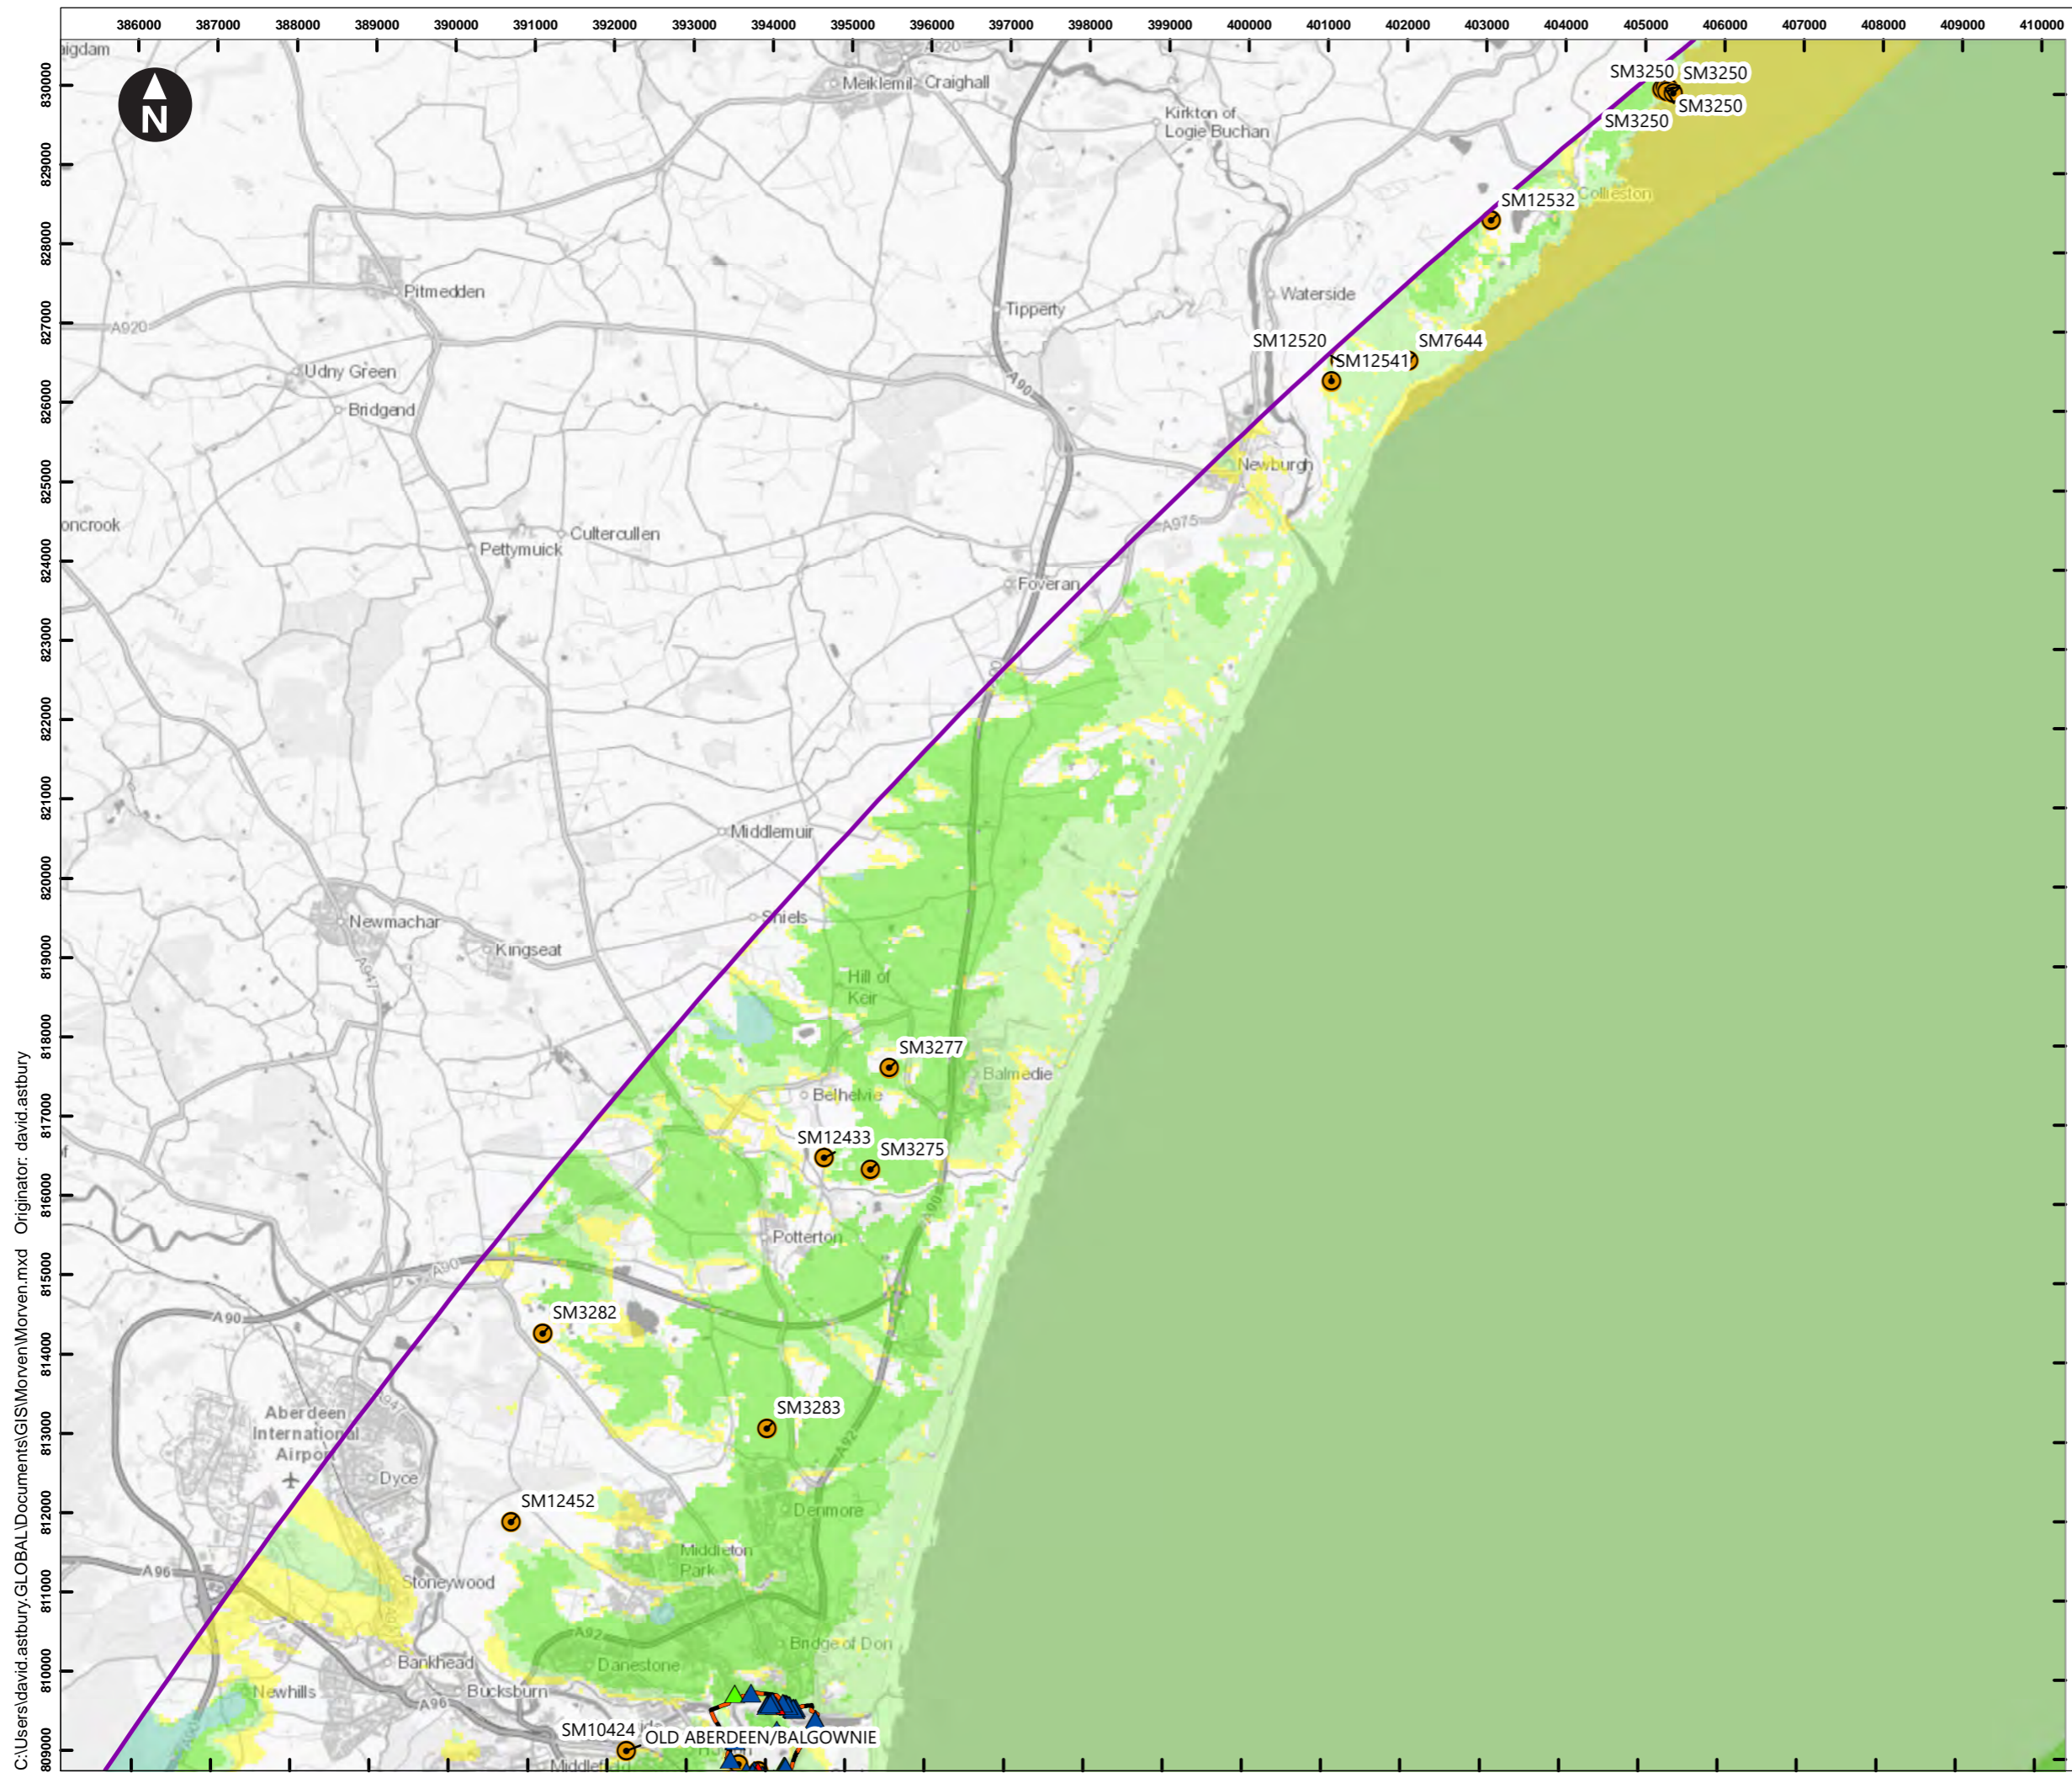 386000 387000 388000 389000 390000 391000 392000 393000 394000 395000 396000 397000 398000 399000 400000 401000 402000 403000 404000 405000 406000 407000 408000 409000 410000
aigdam
A920
N
Meiklemil
Craighall
Kirkton of
Logie Buchan
SM3250
SM3250
SM3250
SM3250
Collieston
SM12532
Pitmedden
Waterside
Tipperty
A920
SM12520
SM7644
SM12541
Udny Green
A90
Bridgend
Newburgh
oncrook
A975
Cultercullen
Pettymuick
Foveran
Middlemuir
Shiels
Newmachar
Kingseat
A947
Hill of
Keir
SM3277
Balmedie
Belhelvie
SM12433
SM3275
A90
Potterton
A90
A90
SM3282
SM3283
A947
Aberdeen
International
Airport
A92
Dyce
SM12452
Denmore
Middleton
Park
A96
Stoneywood
A92
Bridge of Don
Danestone
Bankhead
Newhills
Bucksburn
A96
SM10424
OLD ABERDEEN/BALGOWNIE
830000
829000
828000
827000
826000
825000
824000
823000
822000
821000
820000
819000
818000
817000
816000
815000
814000
813000
812000
811000
810000
809000
C:\Users\david.astbury.GLOBAL\Documents\GIS\Morven\Morven.mxd Originator: david.astbury